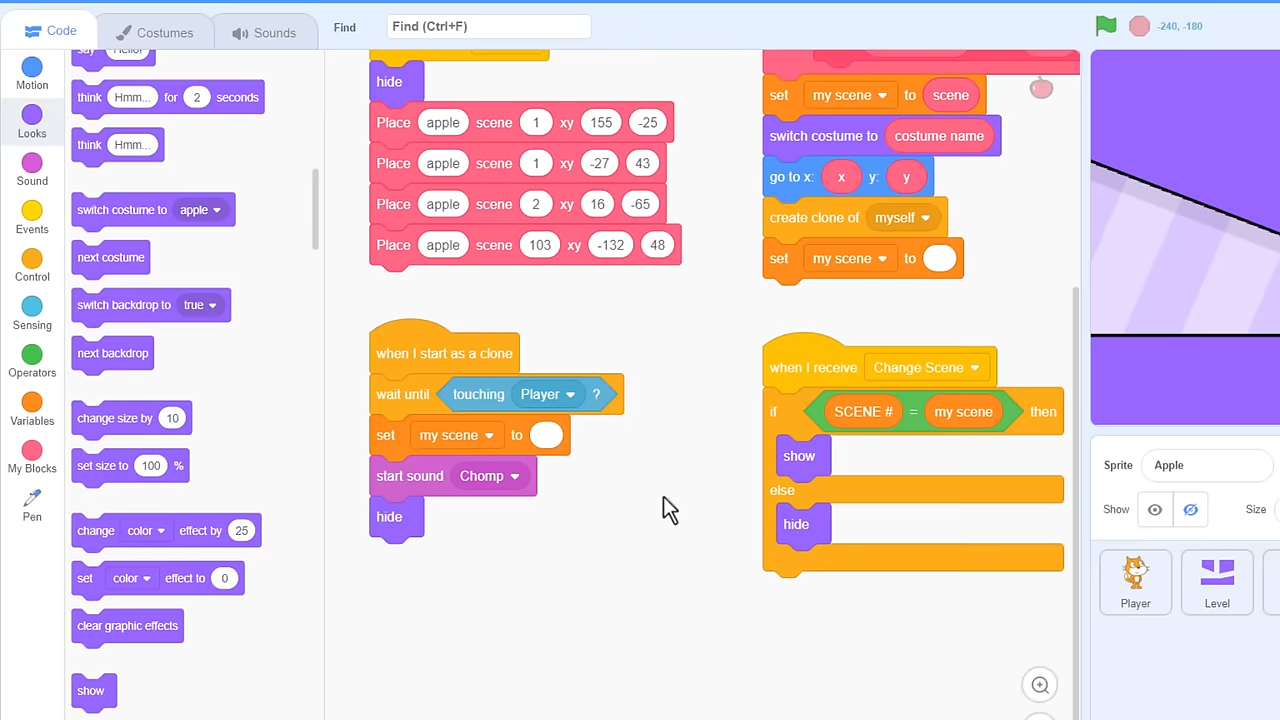 Code
Costumes
Sounds
Find
Find (Ctrl+F)
-240, -180
Motion
Looks
Sound
Events
Control
Sensing
Operators
Variables
My Blocks
Pen
say Hello!
think Hmm... for 2 seconds
think Hmm...
switch costume to apple
next costume
switch backdrop to true
next backdrop
change size by 10
set size to 100 %
change color effect by 25
set color effect to 0
clear graphic effects
show
hide
Place apple scene 1 xy 155 -25
Place apple scene 1 xy -27 43
Place apple scene 2 xy 16 -65
Place apple scene 103 xy -132 48
when I start as a clone
wait until touching Player ?
set my scene to
start sound Chomp
hide
set my scene to scene
switch costume to costume name
go to x: x y: y
create clone of myself
set my scene to
when I receive Change Scene
if SCENE # = my scene then
show
else
hide
Sprite Apple
Show
Size
Player
Level